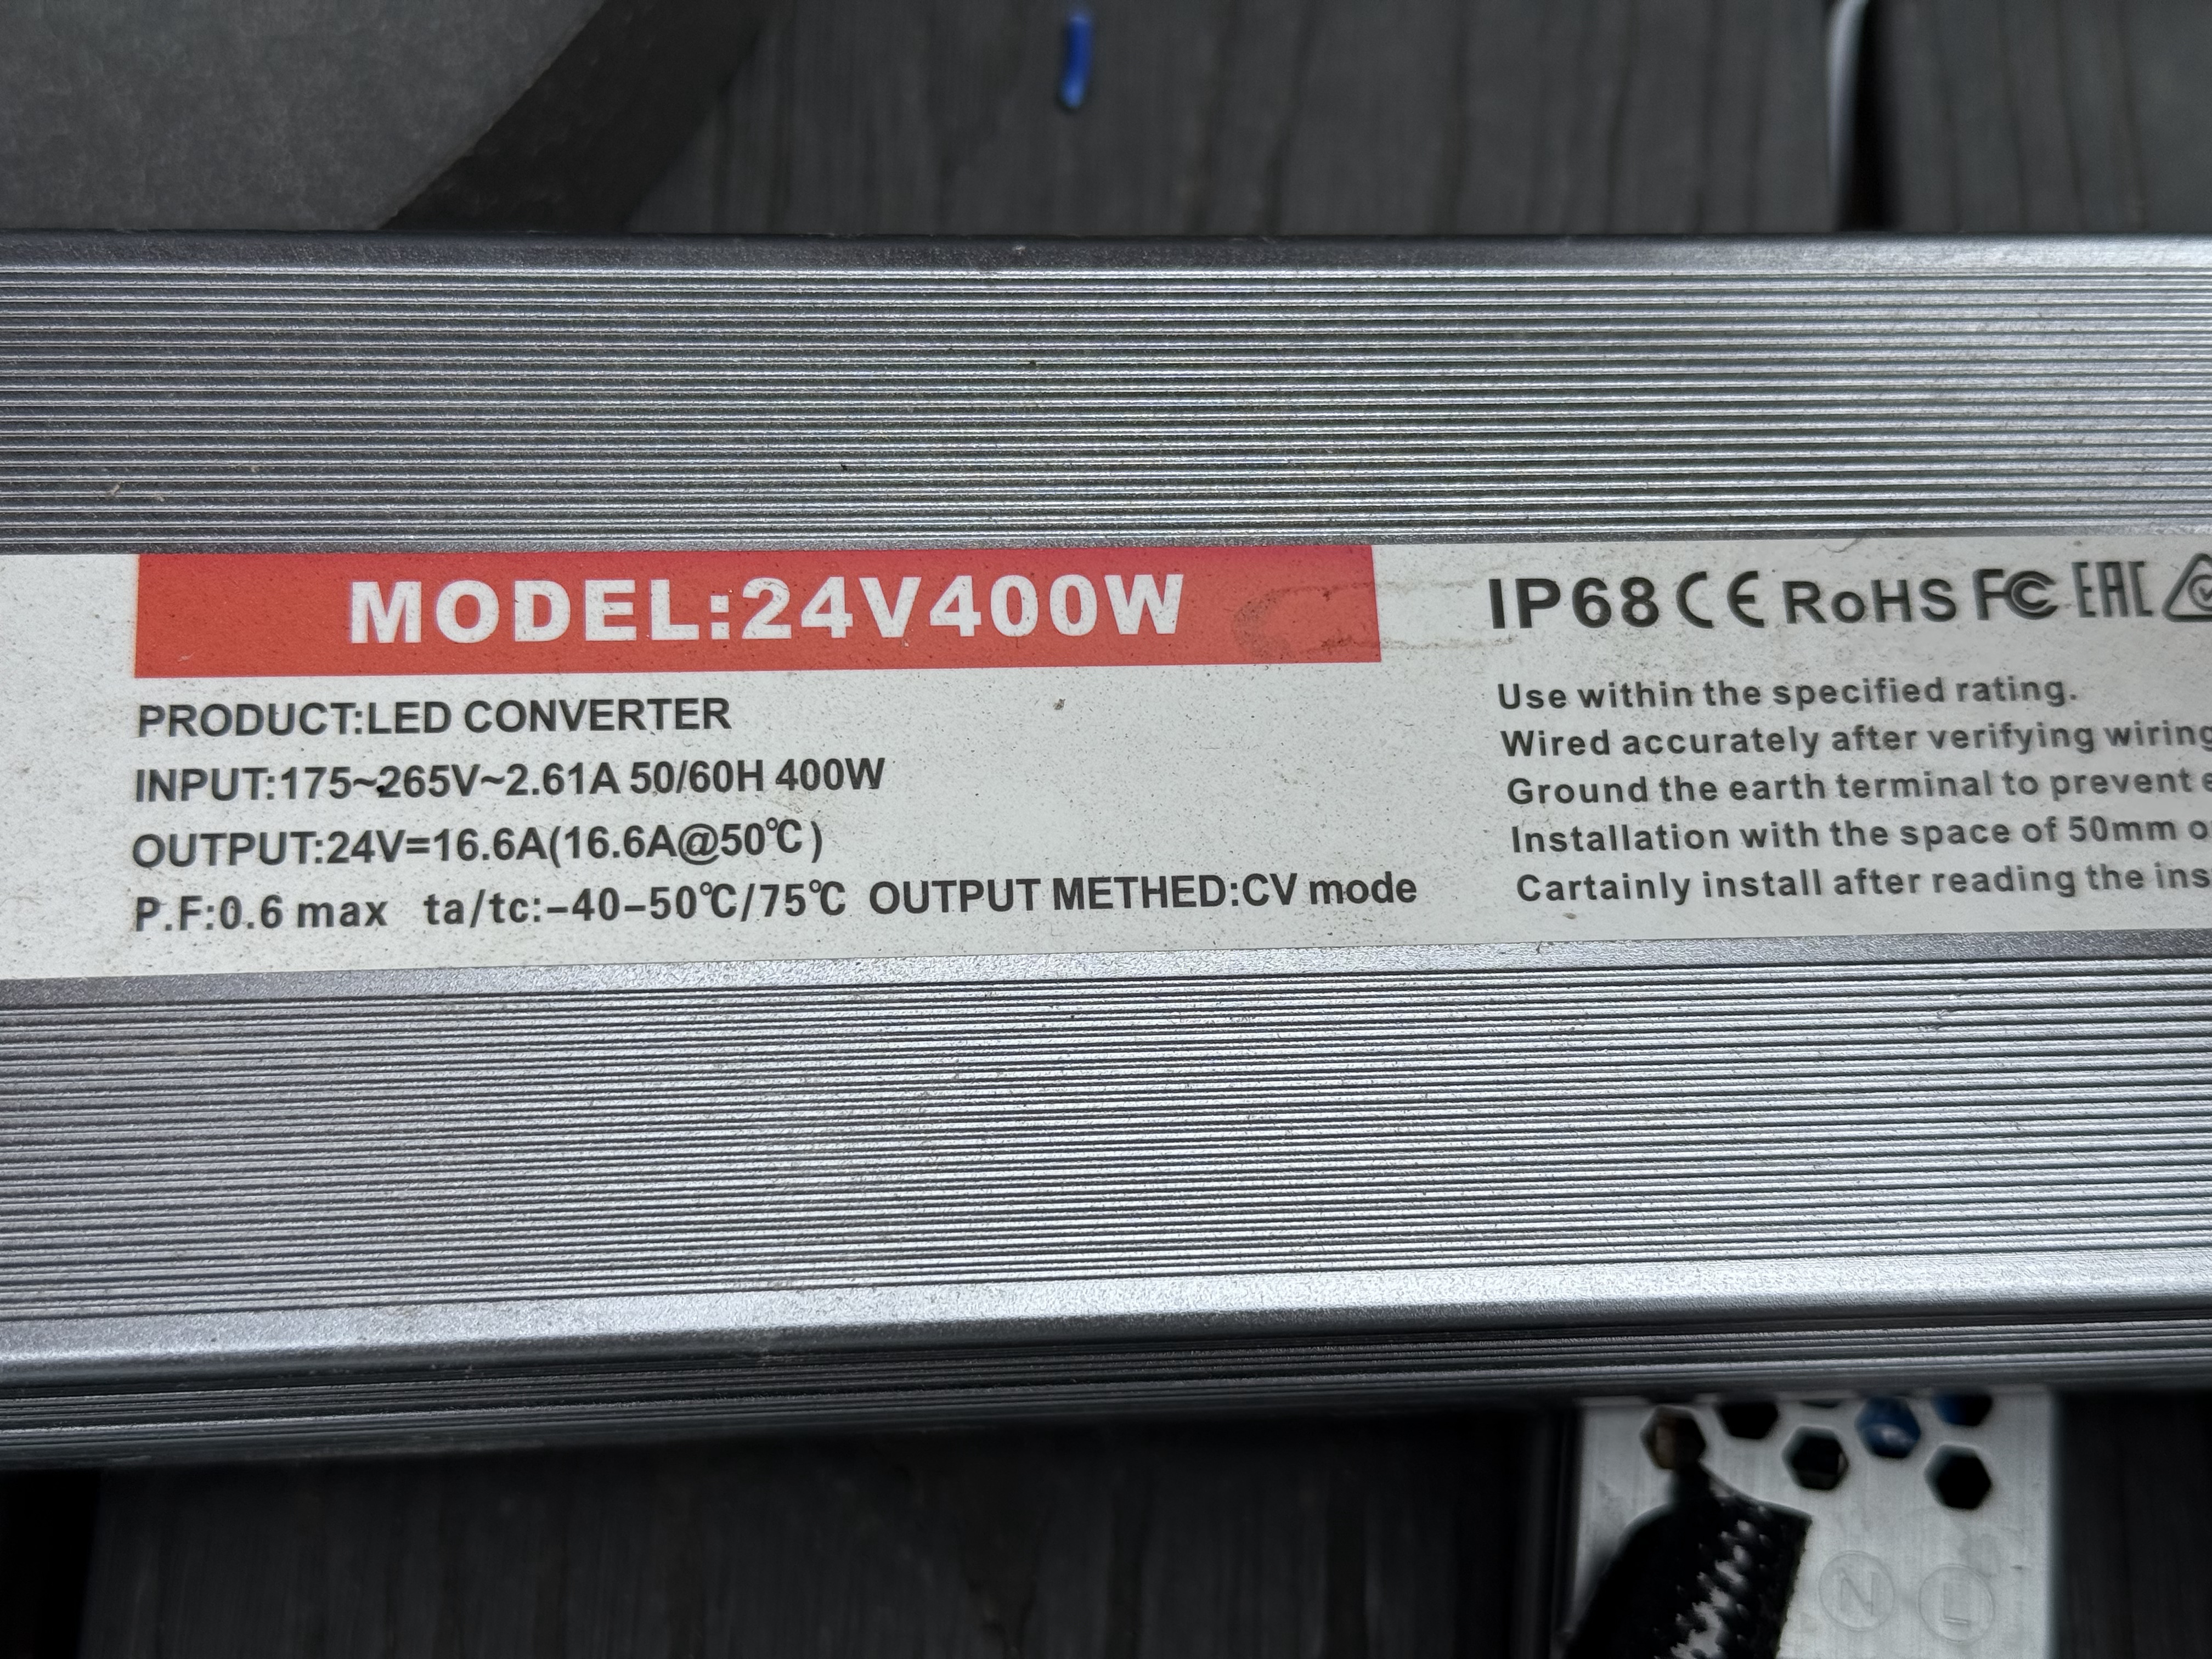 MODEL:24V400W
PRODUCT:LED CONVERTER
INPUT:175~265V~2.61A 50/60H 400W
OUTPUT:24V=16.6A(16.6A@50℃)
P.F:0.6 max ta/tc:-40-50℃/75℃ OUTPUT METHED:CV mode
IP68 CE RoHS FC EAC
Use within the specified rating.
Wired accurately after verifying wiring
Ground the earth terminal to prevent
Installation with the space of 50mm
Cartainly install after reading the
N L